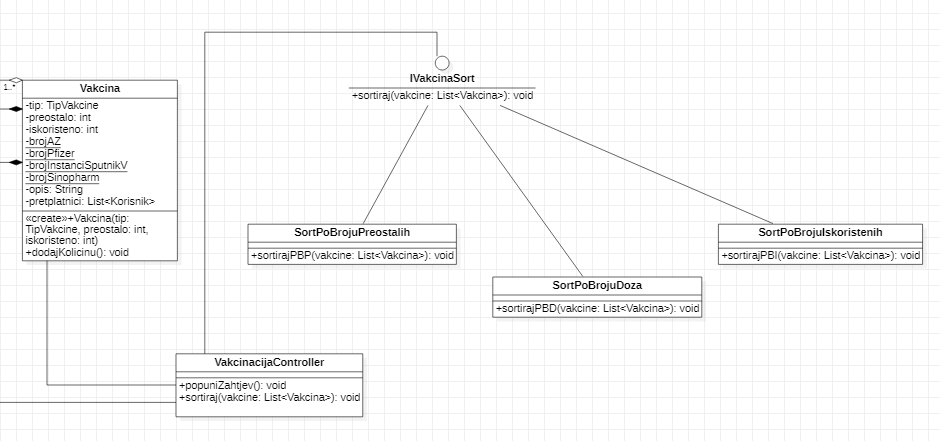 1..*
Vakcina
-tip: TipVakcine
-preostalo: int
-iskoristeno: int
-brojAZ
-brojPfizer
-brojInstanciSputnikV
-brojSinopharm
-opis: String
-pretplatnici: List<Korisnik>
«create»+Vakcina(tip:
TipVakcine, preostalo: int,
iskoristeno: int)
+dodajKolicinu(): void
IVakcinaSort
+sortiraj(vakcine: List<Vakcina>): void
SortPoBrojuPreostalih
+sortirajPBP(vakcine: List<Vakcina>): void
SortPoBrojuDoza
+sortirajPBD(vakcine: List<Vakcina>): void
SortPoBrojuIskoristenih
+sortirajPBI(vakcine: List<Vakcina>): void
VakcinacijaController
+popuniZahtjev(): void
+sortiraj(vakcine: List<Vakcina>): void